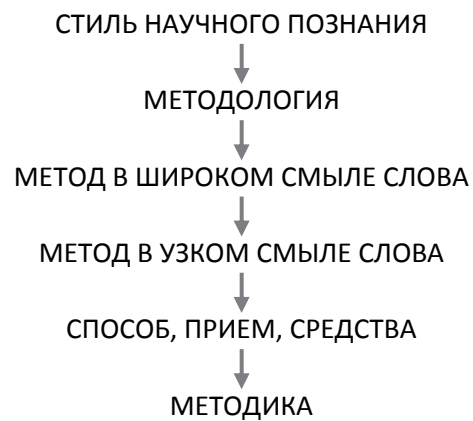 СТИЛЬ НАУЧНОГО ПОЗНАНИЯ
МЕТОДОЛОГИЯ
МЕТОД В ШИРОКОМ СМЫЛЕ СЛОВА
МЕТОД В УЗКОМ СМЫЛЕ СЛОВА
СПОСОБ, ПРИЕМ, СРЕДСТВА
МЕТОДИКА